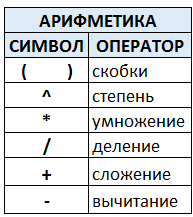 АРИФМЕТИКА
СИМВОЛ ОПЕРАТОР
( ) скобки
^ степень
* умножение
/ деление
+ сложение
- вычитание